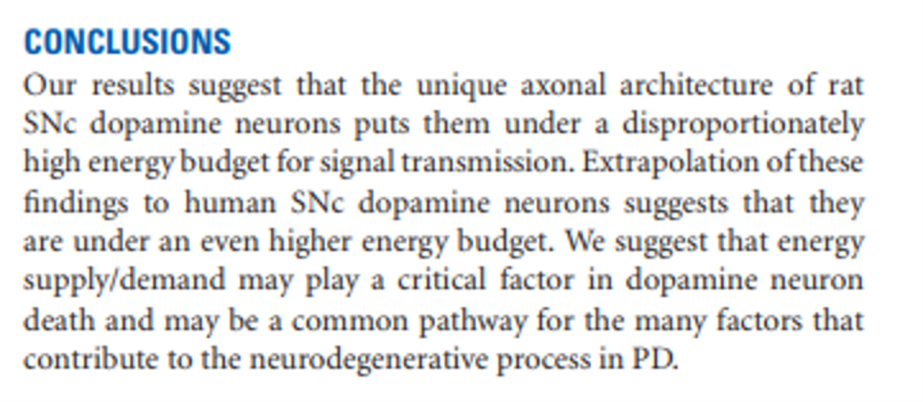 CONCLUSIONS
Our results suggest that the unique axonal architecture of rat
SNc dopamine neurons puts them under a disproportionately
high energy budget for signal transmission. Extrapolation of these
findings to human SNc dopamine neurons suggests that they
are under an even higher energy budget. We suggest that energy
supply/demand may play a critical factor in dopamine neuron
death and may be a common pathway for the many factors that
contribute to the neurodegenerative process in PD.